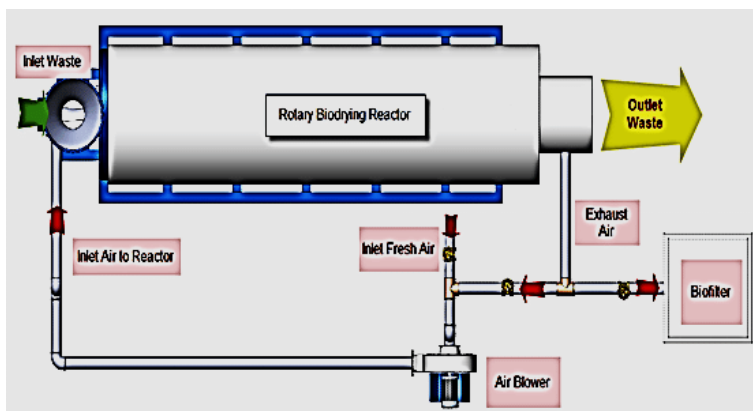 Inlet Waste
Rotary Biodrying Reactor
Outlet
Waste
Inlet Air to Reactor
Inlet Fresh Air
Exhaust
Air
Biofilter
Air Blower